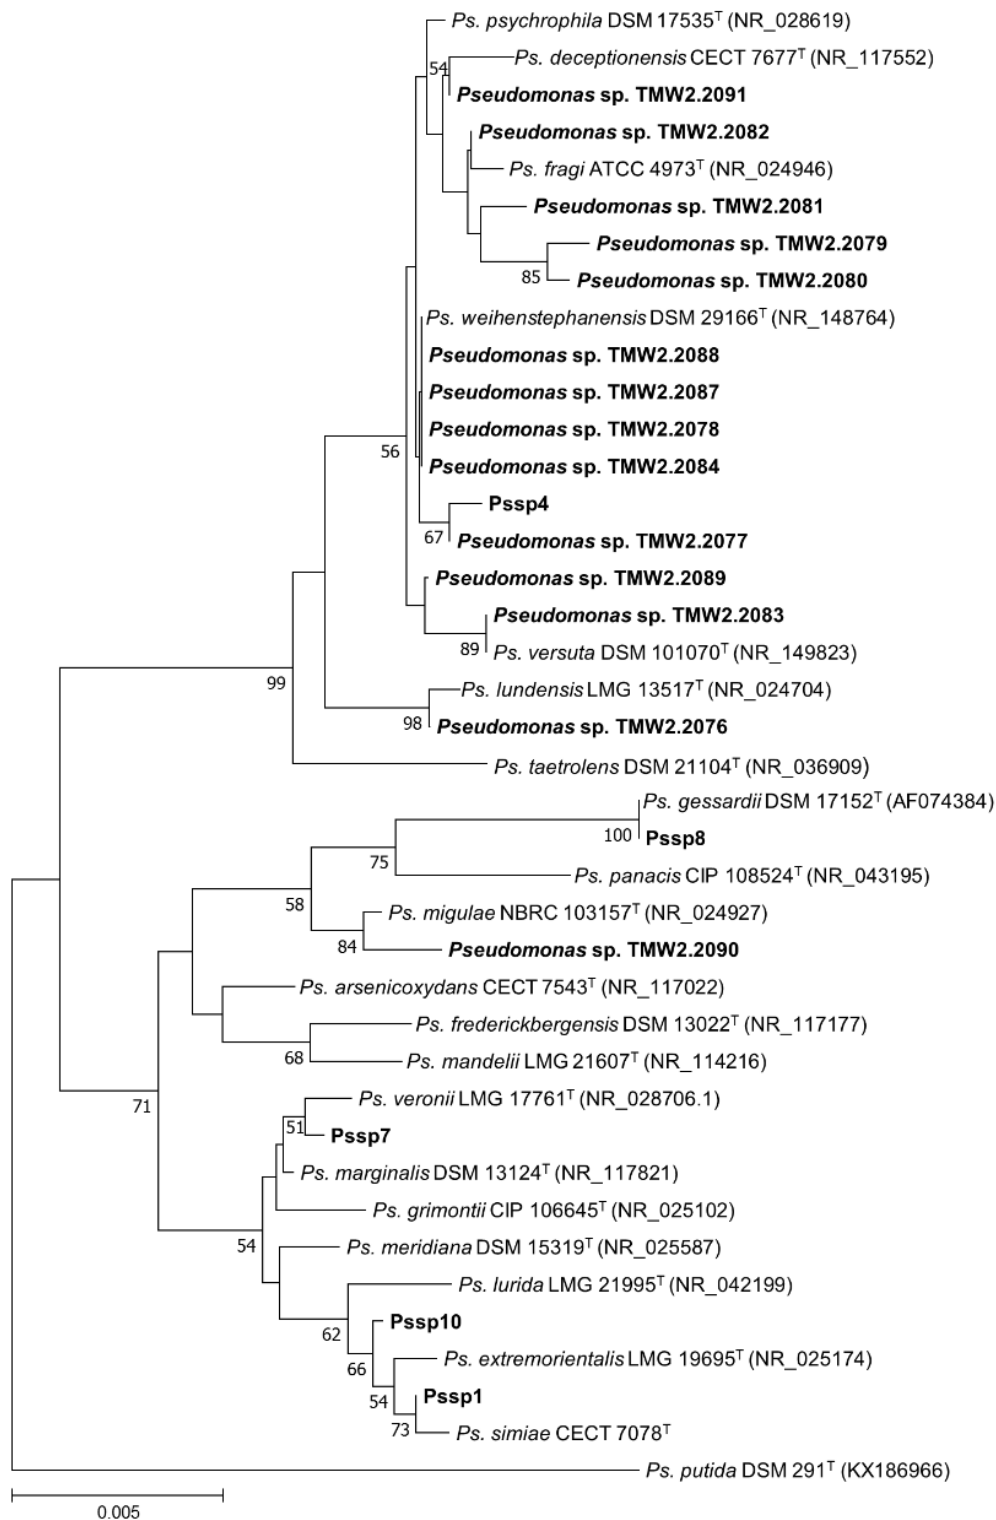 Ps. psychrophila DSM 17535ᵀ (NR_028619)
Ps. deceptionensis CECT 7677ᵀ (NR_117552)
54
Pseudomonas sp. TMW2.2091
Pseudomonas sp. TMW2.2082
Ps. fragi ATCC 4973ᵀ (NR_024946)
Pseudomonas sp. TMW2.2081
Pseudomonas sp. TMW2.2079
85
Pseudomonas sp. TMW2.2080
Ps. weihenstephanensis DSM 29166ᵀ (NR_148764)
Pseudomonas sp. TMW2.2088
Pseudomonas sp. TMW2.2087
Pseudomonas sp. TMW2.2078
56
Pseudomonas sp. TMW2.2084
Pssp4
67
Pseudomonas sp. TMW2.2077
Pseudomonas sp. TMW2.2089
Pseudomonas sp. TMW2.2083
89
Ps. versuta DSM 101070ᵀ (NR_149823)
99
Ps. lundensis LMG 13517ᵀ (NR_024704)
98
Pseudomonas sp. TMW2.2076
Ps. taetrolens DSM 21104ᵀ (NR_036909)
Ps. gessardii DSM 17152ᵀ (AF074384)
100
Pssp8
75
Ps. panacis CIP 108524ᵀ (NR_043195)
58
Ps. migulae NBRC 103157ᵀ (NR_024927)
84
Pseudomonas sp. TMW2.2090
Ps. arsenicoxydans CECT 7543ᵀ (NR_117022)
Ps. frederickbergensis DSM 13022ᵀ (NR_117177)
68
Ps. mandelii LMG 21607ᵀ (NR_114216)
71
Ps. veronii LMG 17761ᵀ (NR_028706.1)
51
Pssp7
Ps. marginalis DSM 13124ᵀ (NR_117821)
Ps. grimontii CIP 106645ᵀ (NR_025102)
54
Ps. meridiana DSM 15319ᵀ (NR_025587)
Ps. lurida LMG 21995ᵀ (NR_042199)
62
Pssp10
66
Ps. extremorientalis LMG 19695ᵀ (NR_025174)
54
Pssp1
73
Ps. simiae CECT 7078ᵀ
Ps. putida DSM 291ᵀ (KX186966)
0.005